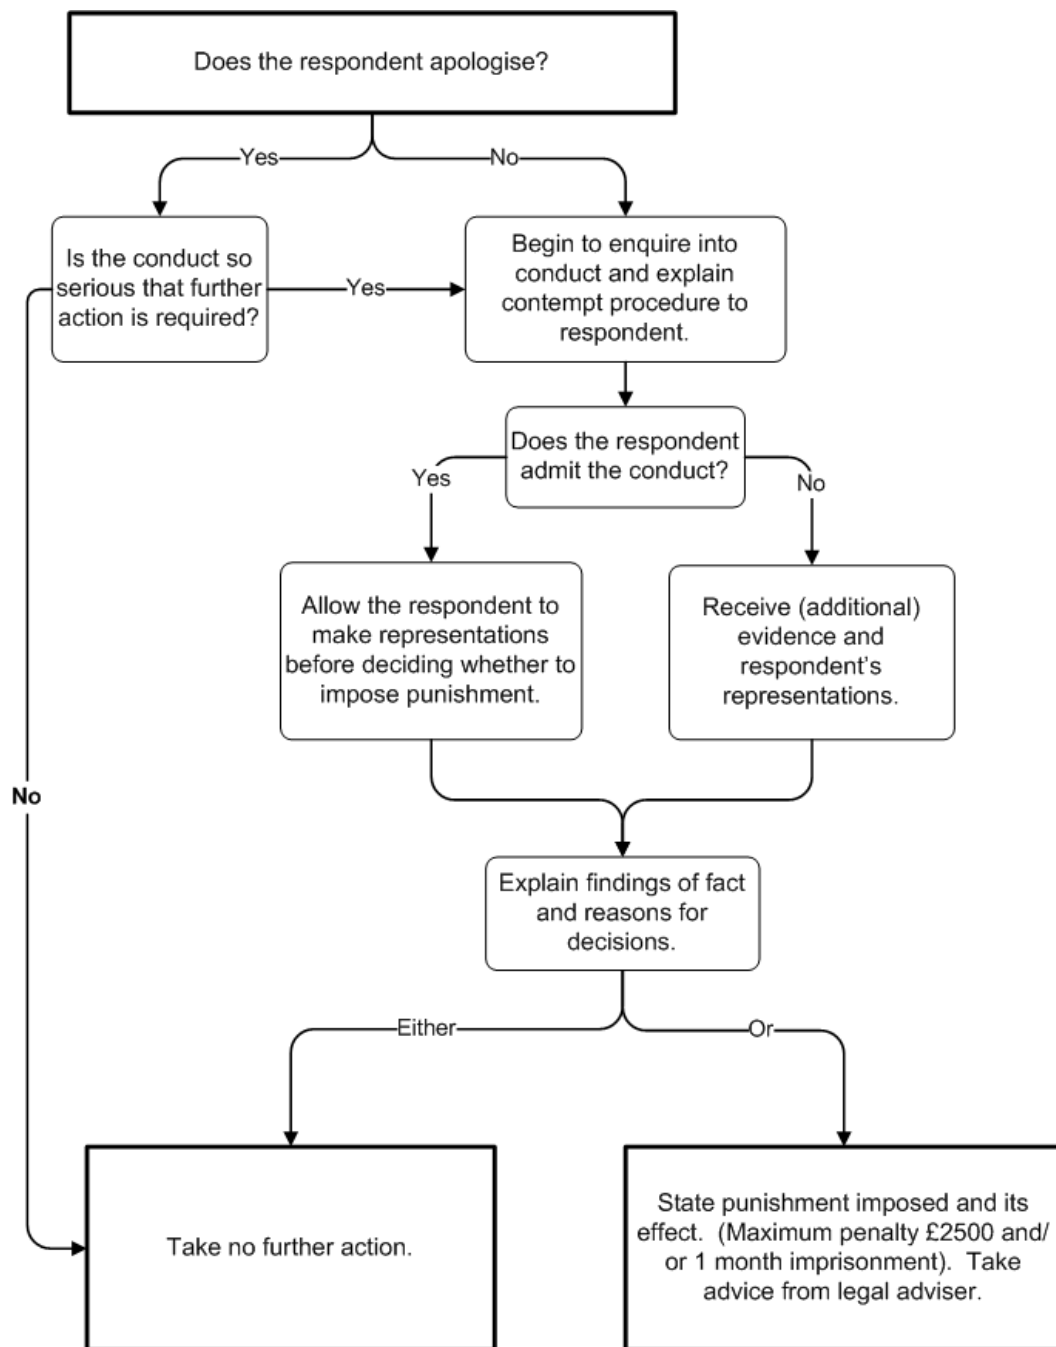 Does the respondent apologise?
Yes
No
Is the conduct so
serious that further
action is required?
Yes
Begin to enquire into
conduct and explain
contempt procedure to
respondent.
Does the respondent
admit the conduct?
Yes
No
Allow the respondent to
make representations
before deciding whether to
impose punishment.
Receive (additional)
evidence and
respondent’s
representations.
No
Explain findings of fact
and reasons for
decisions.
Either
Or
Take no further action.
State punishment imposed and its
effect.  (Maximum penalty £2500 and/
or 1 month imprisonment).  Take
advice from legal adviser.